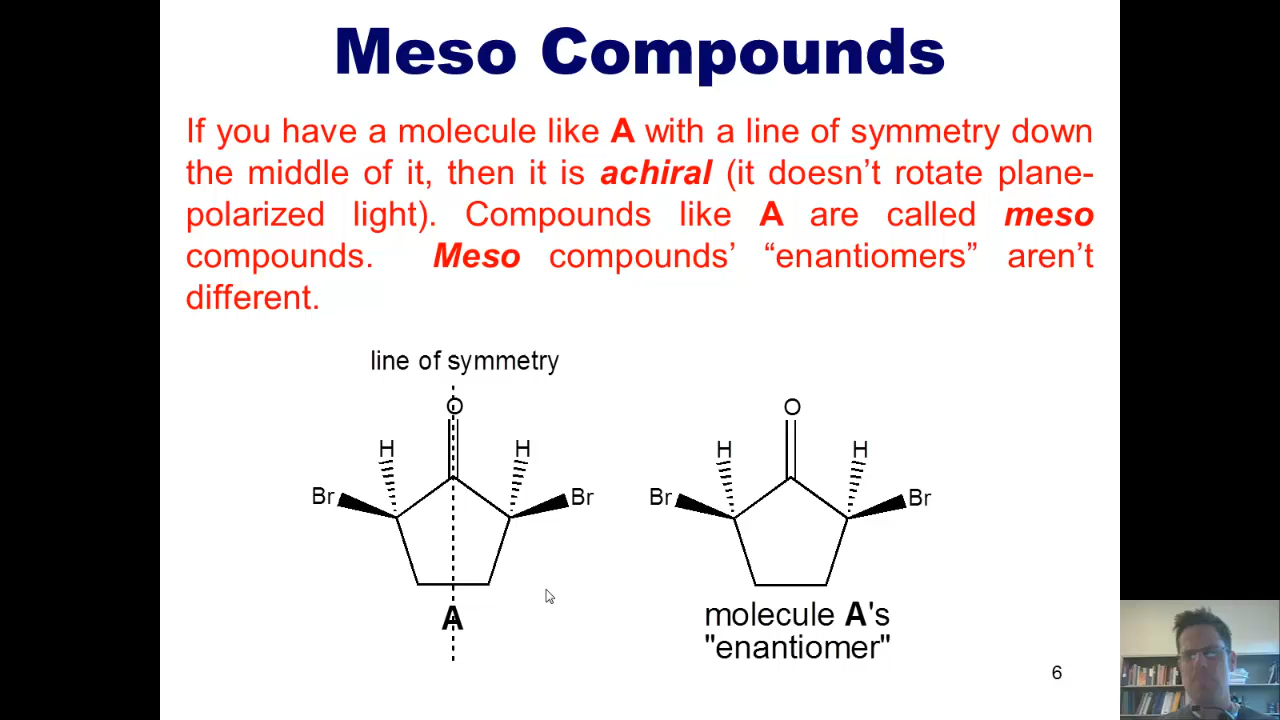 Meso Compounds
If you have a molecule like A with a line of symmetry down
the middle of it, then it is achiral (it doesn’t rotate plane-
polarized light). Compounds like A are called meso
compounds. Meso compounds’ “enantiomers” aren’t
different.
line of symmetry
O
H H
Br Br
A
O
H H
Br Br
molecule A's
"enantiomer"
6